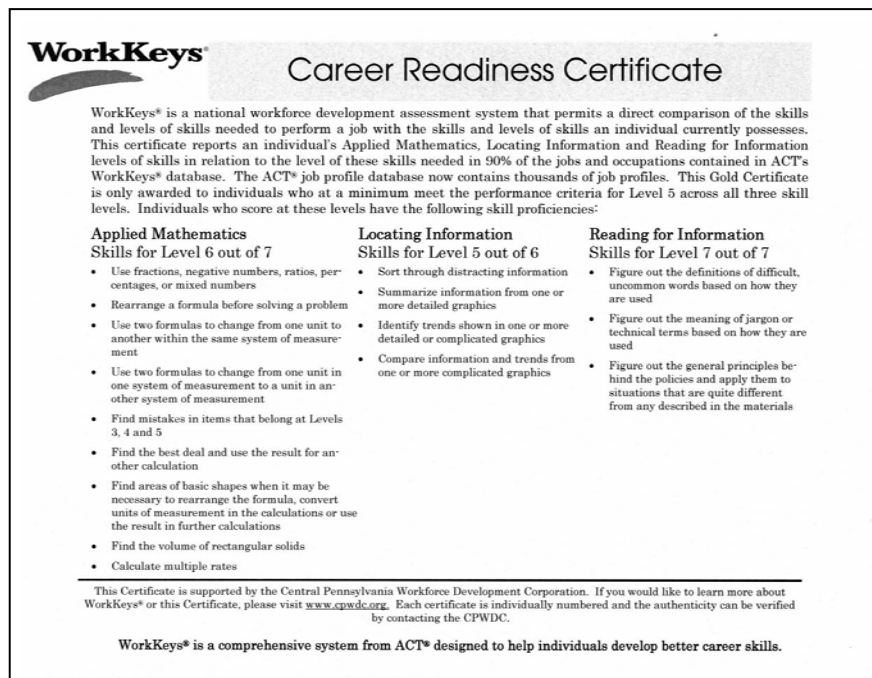 WorkKeys®
Career Readiness Certificate
WorkKeys® is a national workforce development assessment system that permits a direct comparison of the skills
and levels of skills needed to perform a job with the skills and levels of skills an individual currently possesses.
This certificate reports an individual's Applied Mathematics, Locating Information and Reading for Information
levels of skills in relation to the level of these skills needed in 90% of the jobs and occupations contained in ACT's
WorkKeys® database. The ACT® job profile database now contains thousands of job profiles. This Gold Certificate
is only awarded to individuals who at a minimum meet the performance criteria for Level 5 across all three skill
levels. Individuals who score at these levels have the following skill proficiencies:
Applied Mathematics
Skills for Level 6 out of 7
• Use fractions, negative numbers, ratios, per-
centages, or mixed numbers
• Rearrange a formula before solving a problem
• Use two formulas to change from one unit to
another within the same system of measure-
ment
• Use two formulas to change from one unit in
one system of measurement to a unit in an-
other system of measurement
• Find mistakes in items that belong at Levels
3, 4 and 5
• Find the best deal and use the result for an-
other calculation
• Find areas of basic shapes when it may be
necessary to rearrange the formula, convert
units of measurement in the calculations or use
the result in further calculations
• Find the volume of rectangular solids
• Calculate multiple rates
Locating Information
Skills for Level 5 out of 6
• Sort through distracting information
• Summarize information from one or
more detailed graphics
• Identify trends shown in one or more
detailed or complicated graphics
• Compare information and trends from
one or more complicated graphics
Reading for Information
Skills for Level 7 out of 7
• Figure out the definitions of difficult,
uncommon words based on how they
are used
• Figure out the meaning of jargon or
technical terms based on how they are
used
• Figure out the general principles be-
hind the policies and apply them to
situations that are quite different
from any described in the materials
This Certificate is supported by the Central Pennsylvania Workforce Development Corporation. If you would like to learn more about
WorkKeys® or this Certificate, please visit www.cpwdc.org. Each certificate is individually numbered and the authenticity can be verified
by contacting the CPWDC.
WorkKeys® is a comprehensive system from ACT® designed to help individuals develop better career skills.